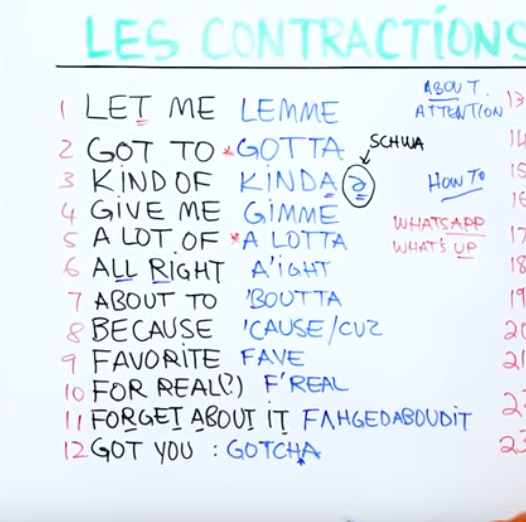 LES CONTRACTIONS
1 LET ME LEMME
2 GOT TO *GOTTA
3 KIND OF KINDA ə
4 GIVE ME GIMME
5 A LOT OF *A LOTTA
6 ALL RIGHT A'IGHT
7 ABOUT TO 'BOUTTA
8 BECAUSE 'CAUSE/CUZ
9 FAVORITE FAVE
10 FOR REAL(?) F'REAL
11 FORGET ABOUT IT FAHGEDABOUDIT
12 GOT YOU : GOTCHA
SCHWA
ABOUT.
ATTENTION
HOW TO
WHATSAPP
WHAT'S UP
13
14
15
16
17
18
19
20
21
23